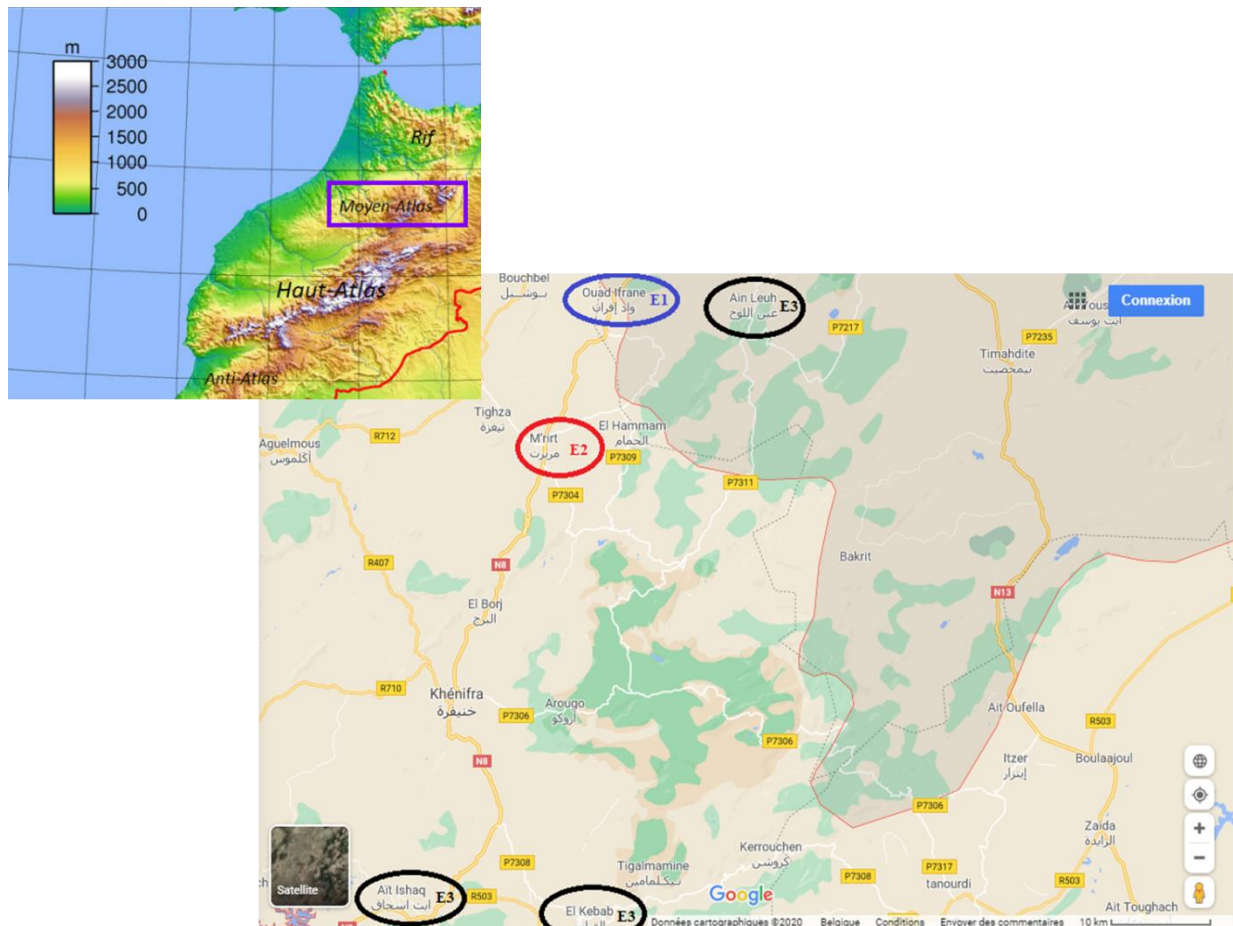 m
3000
2500
2000
1500
1000
500
0
Rif
Moyen-Atlas
Haut-Atlas
Anti-Atlas
Bouchbel
بوشبل
Ouad Ifrane E1
واد إفران
Ain Leuh E3
عين اللوح
P7217
Connexion
ايت يوسف
P7235
Timahdite
تيمحضيت
Tighza
تيغزة
Aguelmous
أكلموس
R712
M'rirt E2
مريرت
El Hammam
الحمام
P7309
P7304
P7311
R407
N8
Bakrit
N13
El Borj
البرج
R710
Khénifra
خنيفرة
P7306
Arougo
أروكو
P7306
Ait Oufella
R503
N8
Itzer
إيتزار
Boulaajoul
P7306
Satellite
P7308
Tigalmamine
تيكلمامين
Kerrouchen
كروشن
P7308
P7317
tanourdi
Zaida
الزايدة
R503
Aït Ishaq E3
ايت اسحاق
R503
El Kebab E3
Google
Ait Toughach
Données cartographiques ©2020 Belgique Conditions Envoyer des commentaires 10 km